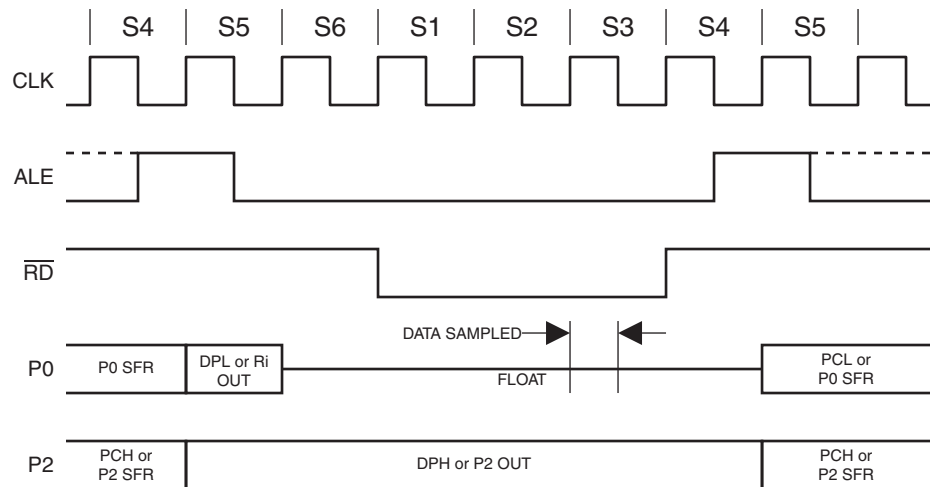 S4 S5 S6 S1 S2 S3 S4 S5
CLK
ALE
RD
DATA SAMPLED
P0
P0 SFR
DPL or Ri
OUT
FLOAT
PCL or
P0 SFR
P2
PCH or
P2 SFR
DPH or P2 OUT
PCH or
P2 SFR